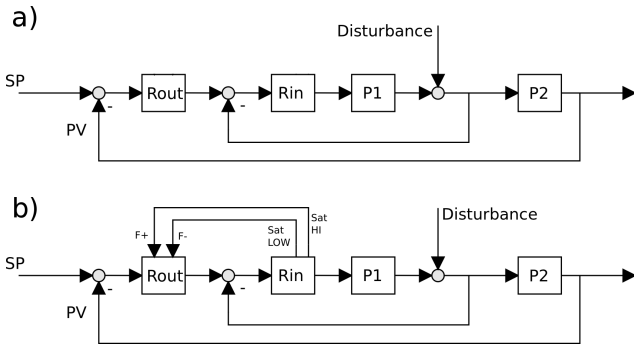 a)
Disturbance
SP
-
Rout
-
Rin
P1
P2
PV
b)
Sat
HI
F+
F-
Sat
LOW
Disturbance
SP
-
Rout
-
Rin
P1
P2
PV